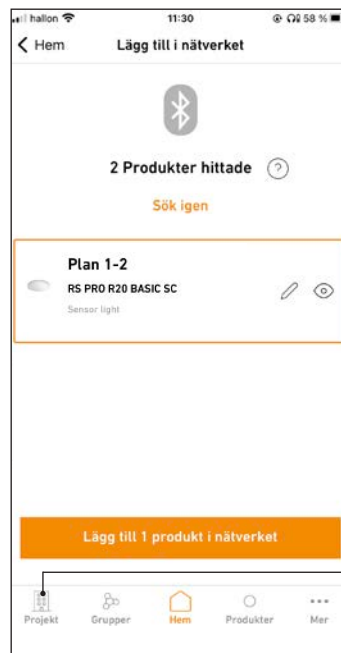 hallon 11:30 58 %
Hem Lägg till i nätverket
2 Produkter hittade ?
Sök igen
Plan 1-2
RS PRO R20 BASIC SC
Sensor light
Lägg till 1 produkt i nätverket
Projekt Grupper Hem Produkter Mer